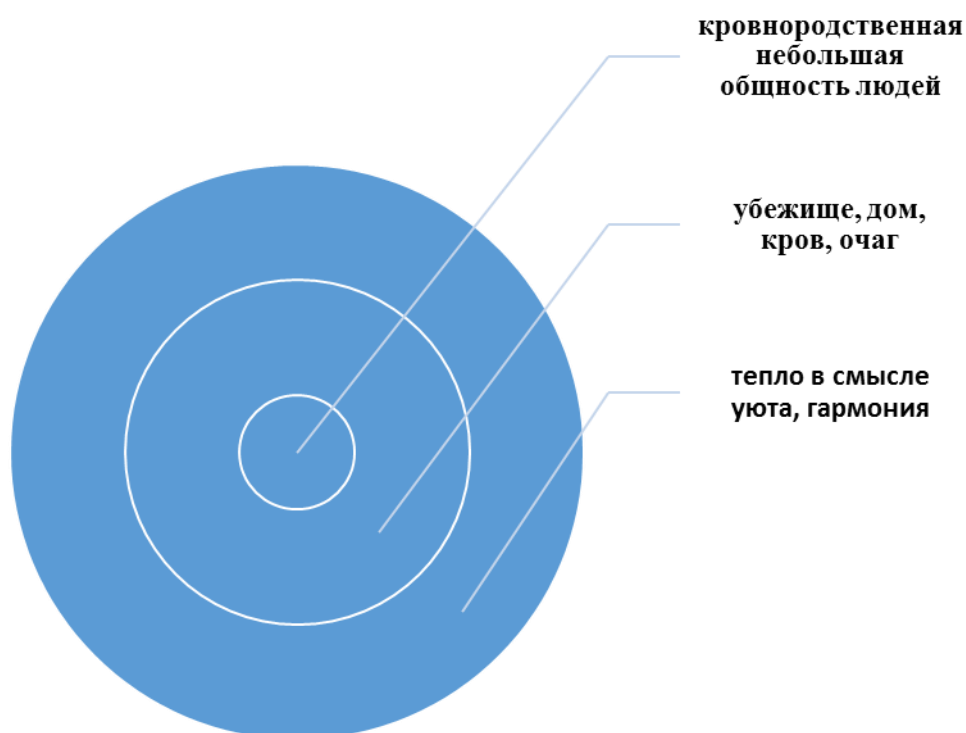 кровнородственная
небольшая
общность людей
убежище, дом,
кров, очаг
тепло в смысле
уюта, гармония